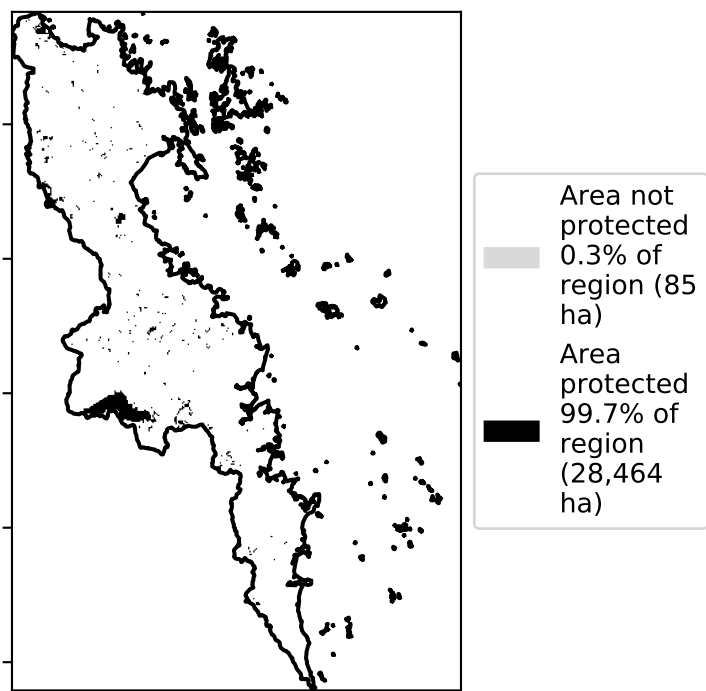 Area not
protected
0.3% of
region (85
ha)
Area
protected
99.7% of
region
(28,464
ha)